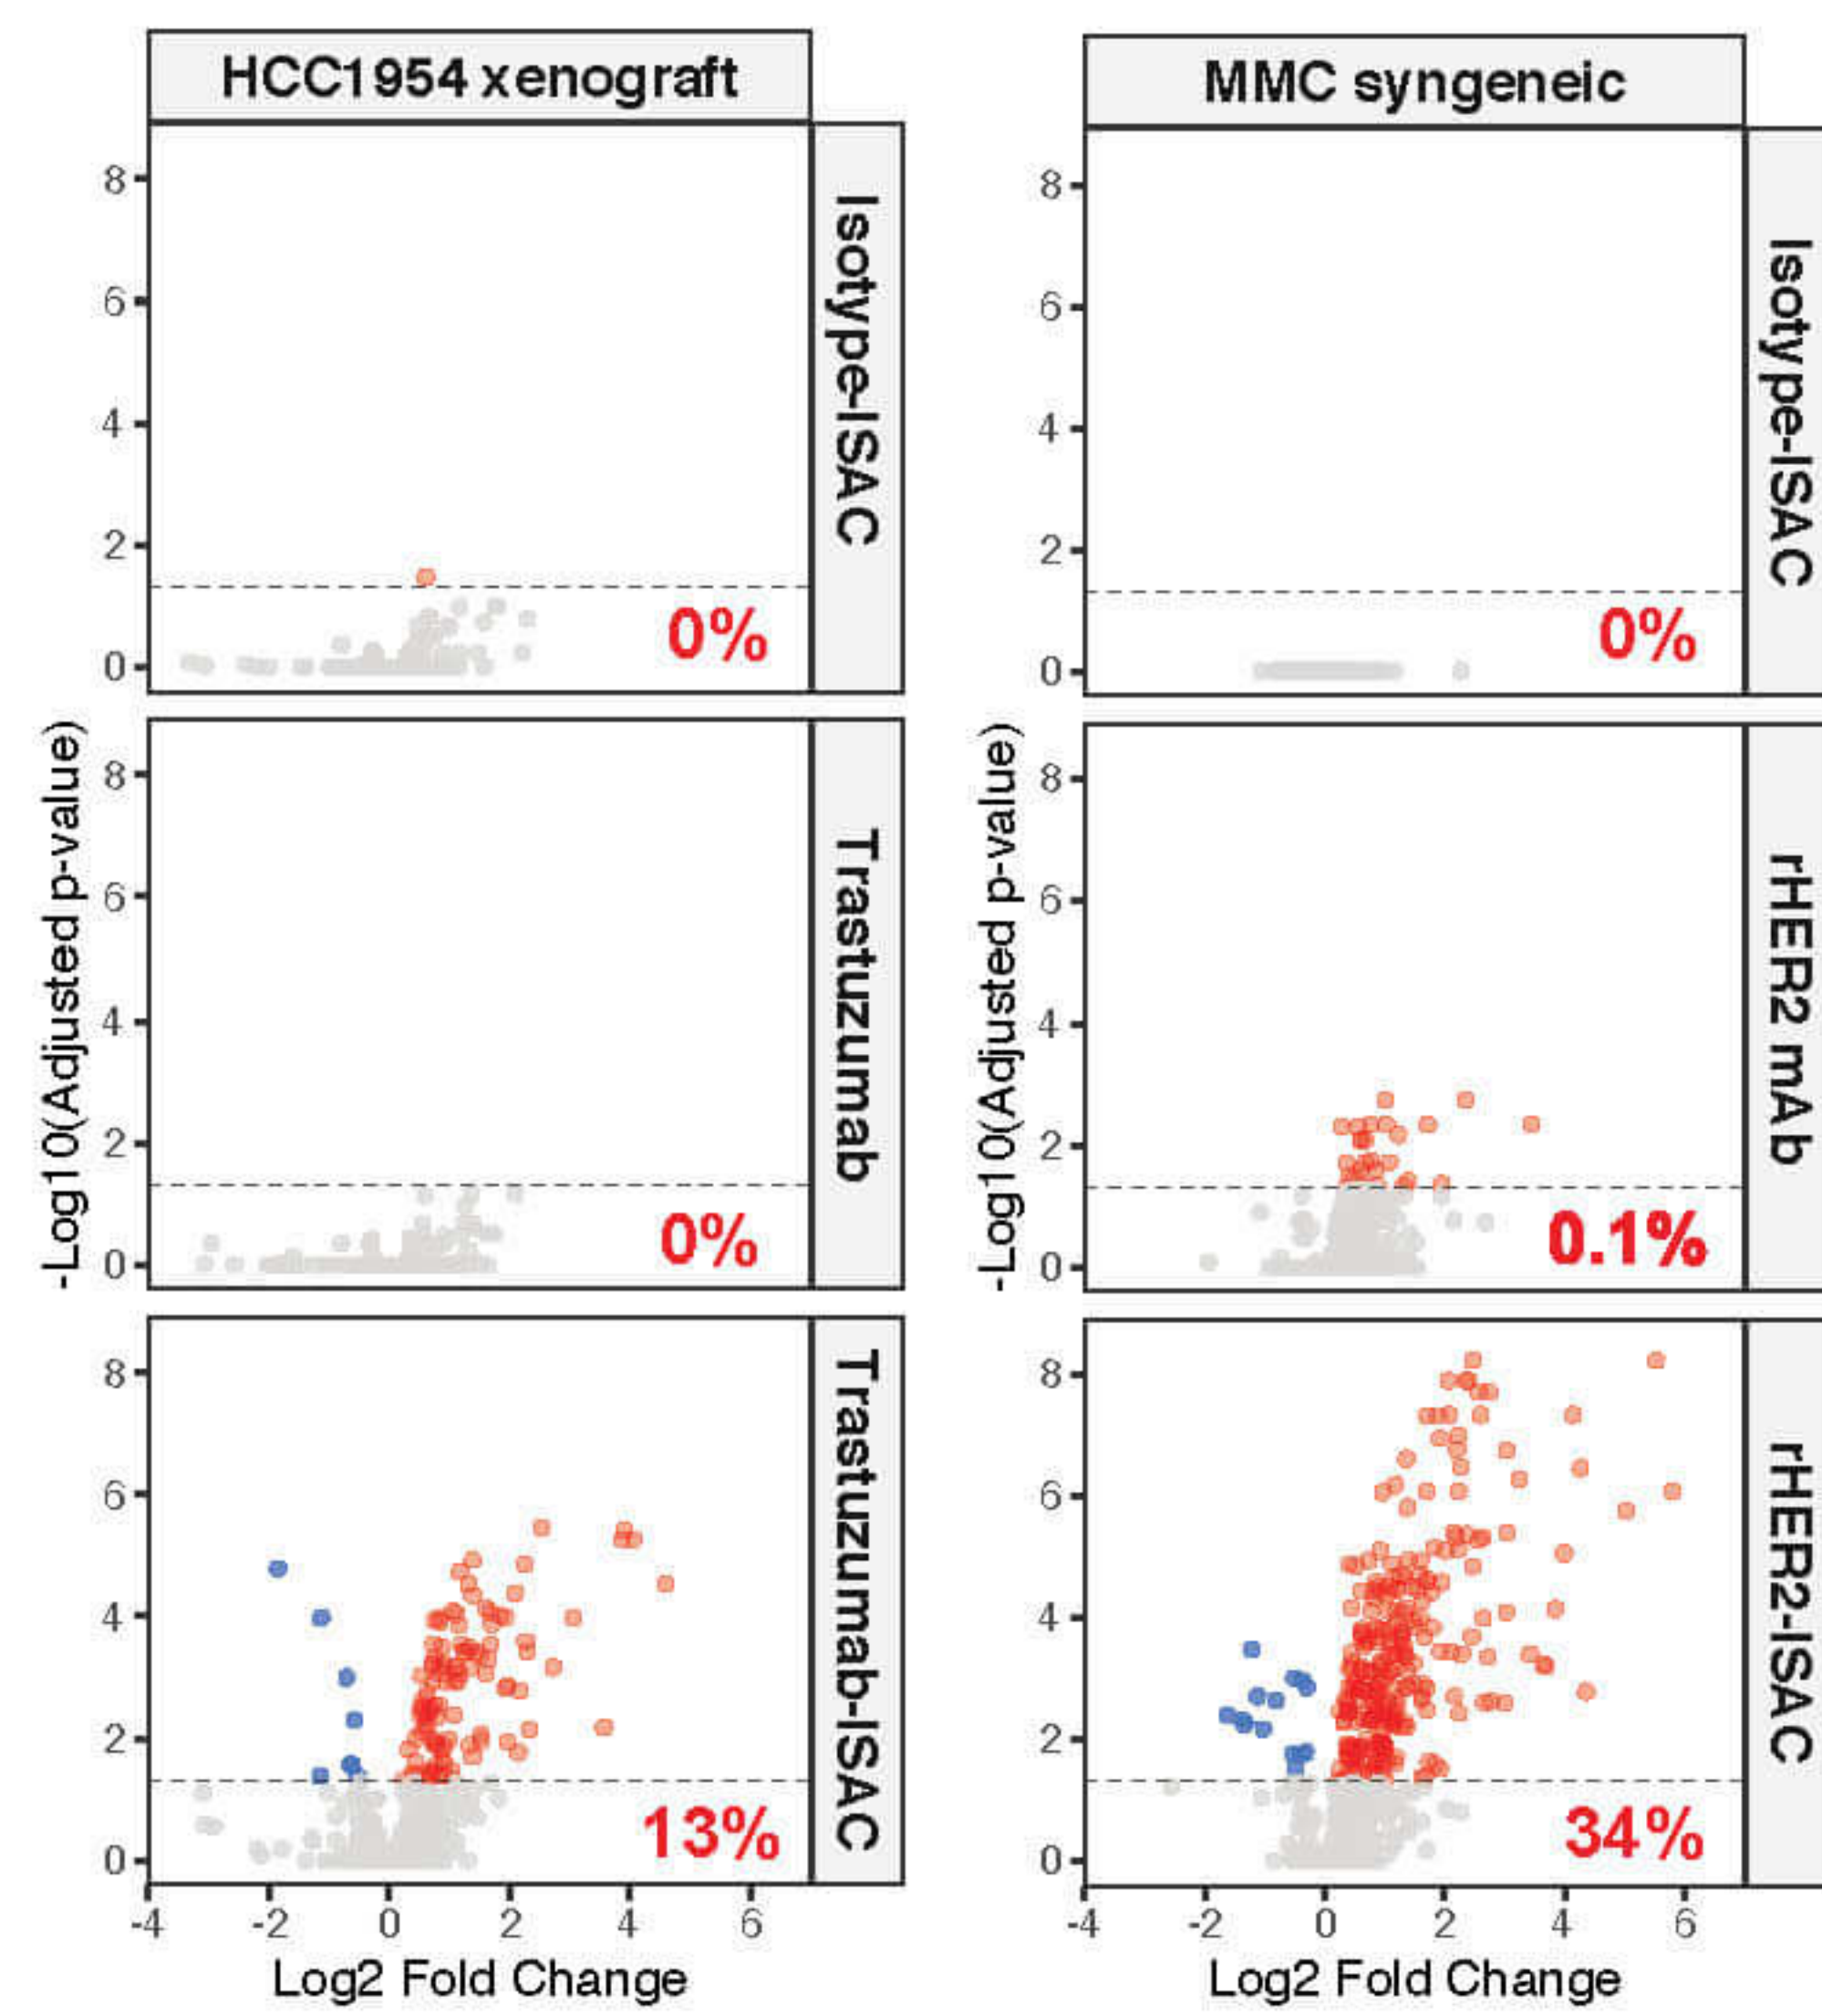 HCC1954 xenograft
8
6
4
2
0
0%
Isotype-ISAC
-Log10(Adjusted p-value)
8
6
4
2
0
0%
Trastuzumab
8
6
4
2
0
13%
Trastuzumab-ISAC
-4 -2 0 2 4 6
Log2 Fold Change
MMC syngeneic
8
6
4
2
0
0%
Isotype-ISAC
-Log10(Adjusted p-value)
8
6
4
2
0
0.1%
rHER2 mAb
8
6
4
2
0
34%
rHER2-ISAC
-4 -2 0 2 4 6
Log2 Fold Change